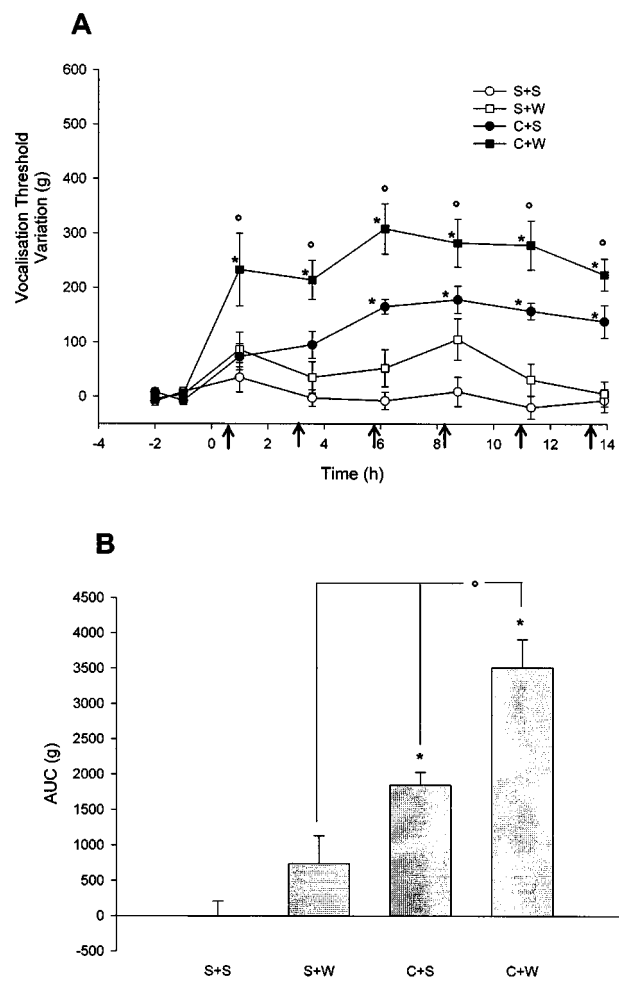 A
600
500
400
300
200
100
0
Vocalisation Threshold
Variation (g)
S+S
S+W
C+S
C+W
° ° ° ° ° °
* * * * * *
* * * *
-4 -2 0 2 4 6 8 10 12 14
Time (h)
B
4500
4000
3500
3000
2500
2000
1500
1000
500
0
-500
AUC (g)
°
*
*
S+S S+W C+S C+W